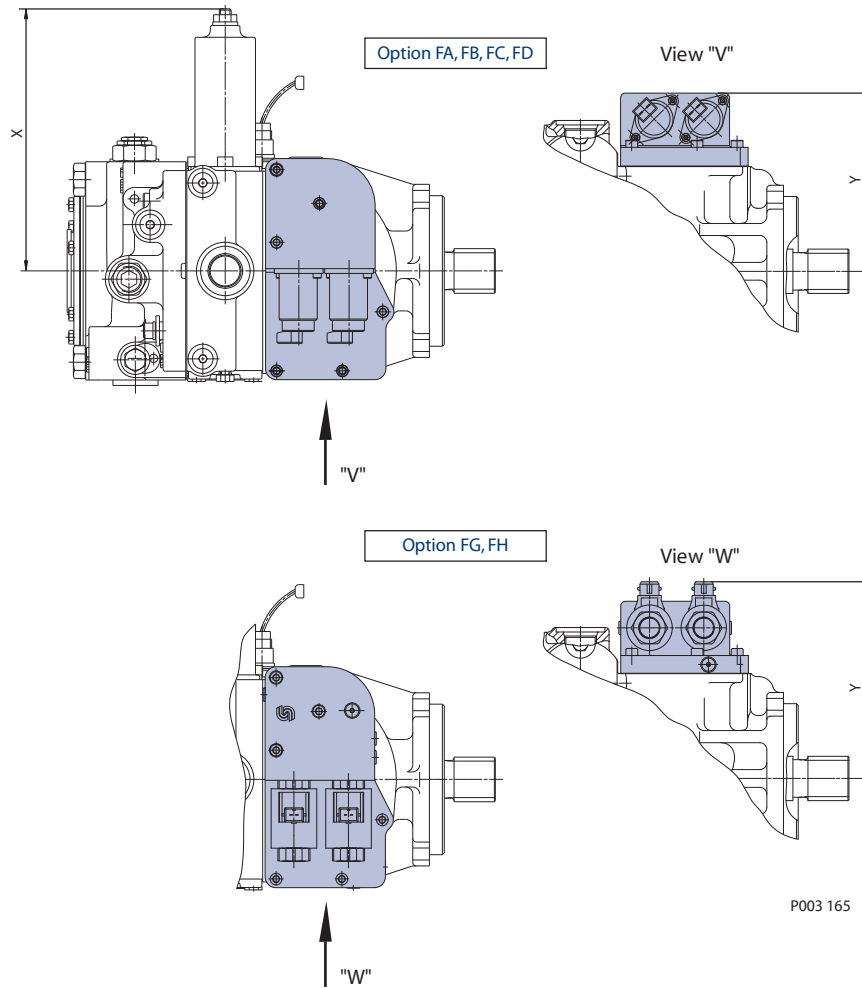 X
Option FA, FB, FC, FD
View "V"
Y
"V"
Option FG, FH
View "W"
Y
P003 165
"W"